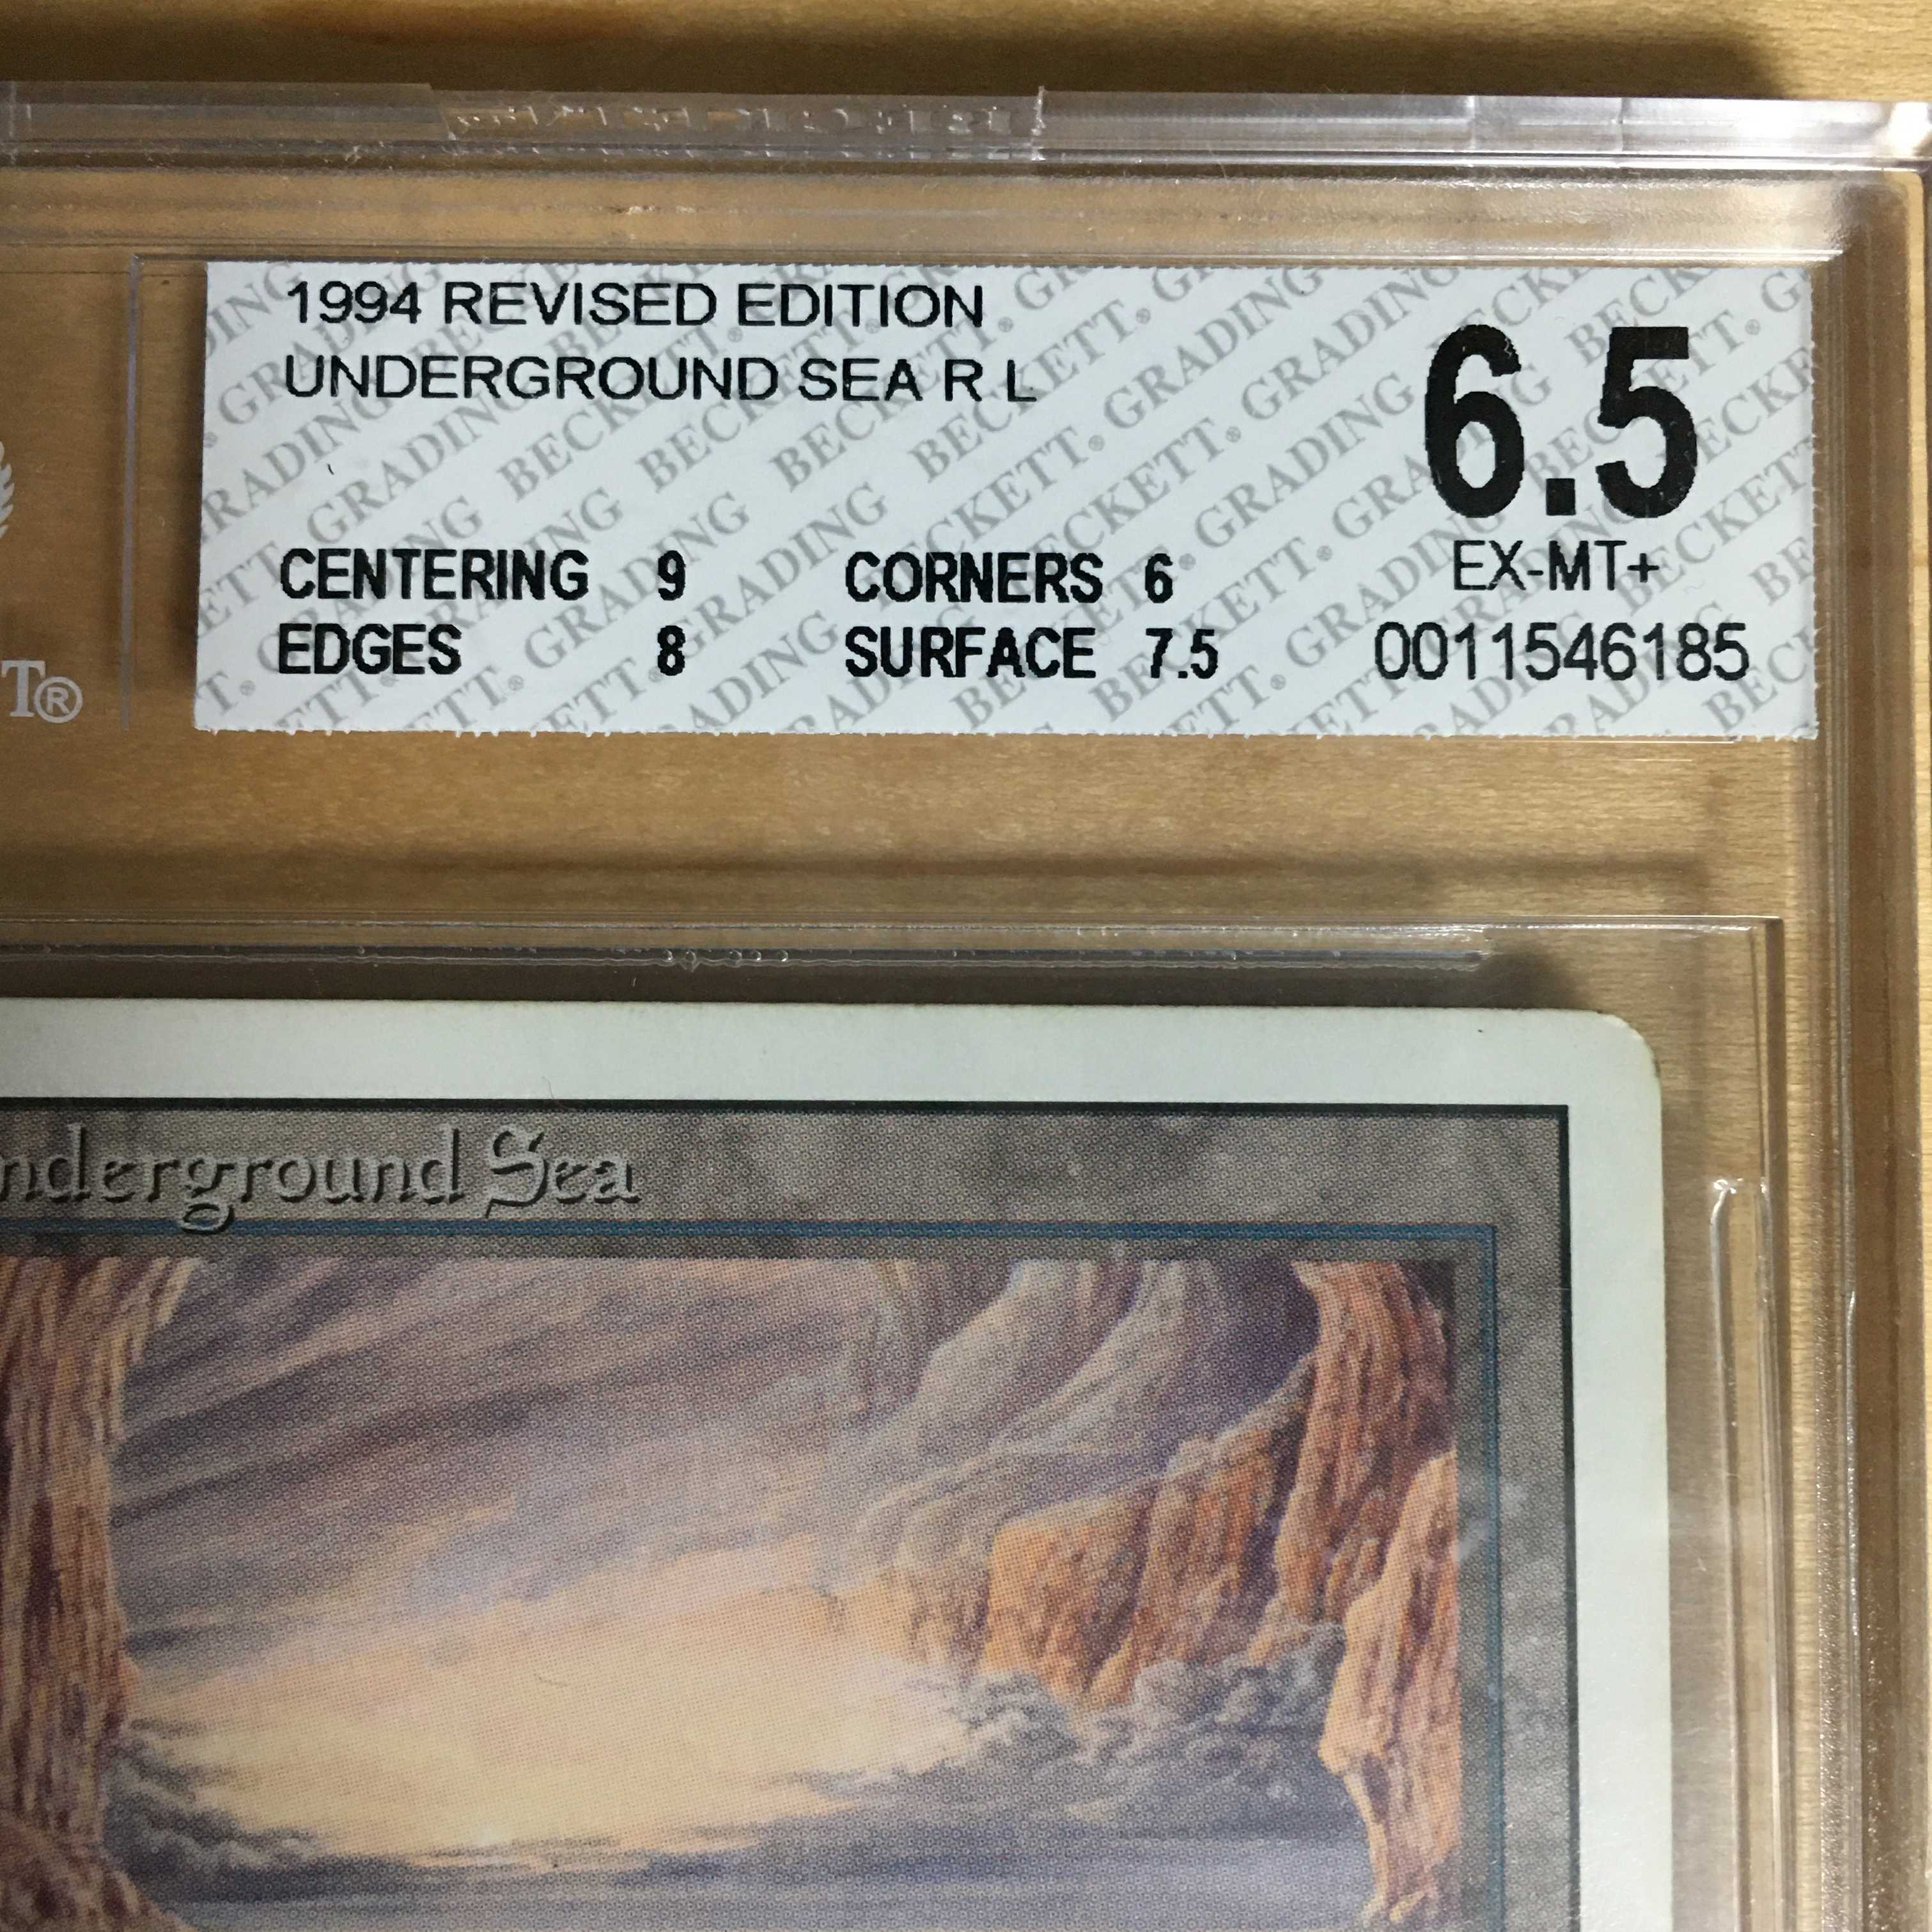 1994 REVISED EDITION
UNDERGROUND SEA R L
6.5
CENTERING 9 CORNERS 6
EX-MT+
EDGES 8 SURFACE 7.5
0011546185
T®
nderground Sea